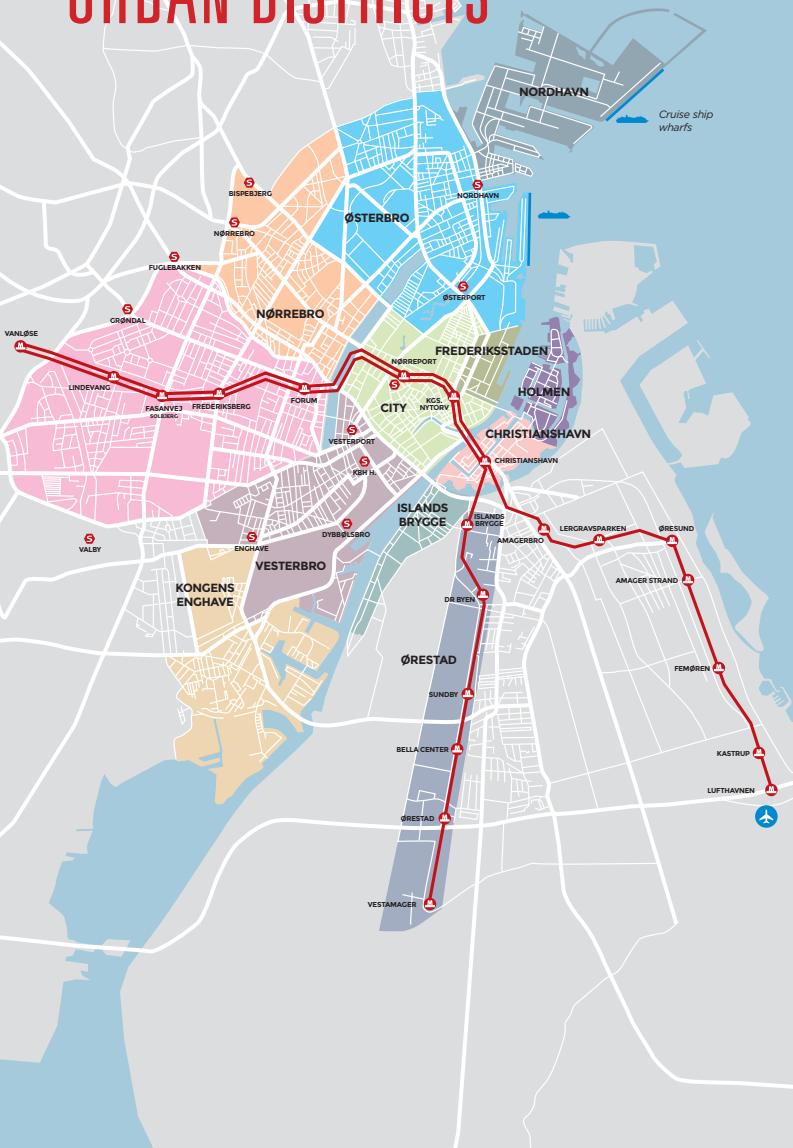 URBAN DISTRICTS
NORDHAVN
Cruise ship
wharfs
S
BISPEBJERG
S
NORDHAVN
ØSTERBRO
S
NØRREBRO
S
FUGLEBAKKEN
S
ØSTERPORT
S
GRØNDAL
NØRREBRO
VANLØSE
NØRREPORT
FREDERIKSSTADEN
LINDEVANG
S
FASANVEJ
SOLBJERG
FREDERIKSBERG
FORUM
CITY
KGS.
NYTORV
HOLMEN
S
VESTERPORT
CHRISTIANSHAVN
S
KBH H.
CHRISTIANSHAVN
ISLANDS
BRYGGE
ISLANDS
BRYGGE
S
DYBBØLSBRO
AMAGERBRO
LERGRAVSPARKEN
ØRESUND
S
VALBY
S
ENGHAVE
VESTERBRO
KONGENS
ENGHAVE
DR BYEN
AMAGER STRAND
ØRESTAD
FEMØREN
SUNDBY
BELLA CENTER
KASTRUP
LUFTHAVNEN
ØRESTAD
VESTAMAGER